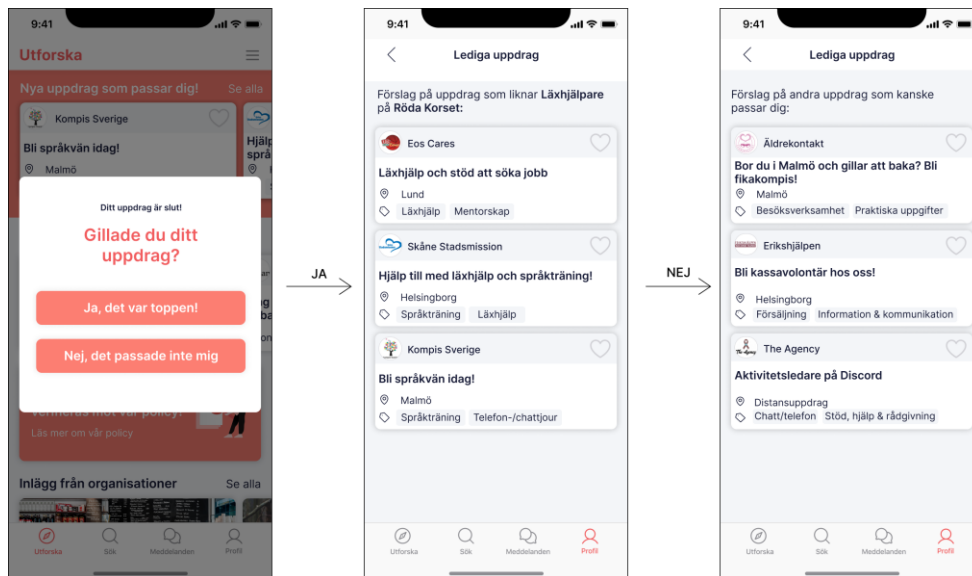 9:41
Utforska
Nya uppdrag som passar dig!
Se alla
Kompis Sverige
Bli språkvän idag!
Malmö
Hjälp
språ
Ditt uppdrag är slut!
Gillade du ditt
uppdrag?
Ja, det var toppen!
Nej, det passade inte mig
verifieras mot vår policy?
Läs mer om vår policy
Inlägg från organisationer
Se alla
Utforska
Sök
Meddelanden
Profil
JA
9:41
Lediga uppdrag
Förslag på uppdrag som liknar Läxhjälpare
på Röda Korset:
Eos Cares
Läxhjälp och stöd att söka jobb
Lund
Läxhjälp Mentorskap
Skåne Stadsmission
Hjälp till med läxhjälp och språkträning!
Helsingborg
Språkträning Läxhjälp
Kompis Sverige
Bli språkvän idag!
Malmö
Språkträning Telefon-/chattjour
Utforska
Sök
Meddelanden
Profil
NEJ
9:41
Lediga uppdrag
Förslag på andra uppdrag som kanske
passar dig:
Äldrekontakt
Bor du i Malmö och gillar att baka? Bli
fikakompis!
Malmö
Besöksverksamhet Praktiska uppgifter
Erikshjälpen
Bli kassavolontär hos oss!
Helsingborg
Försäljning Information & kommunikation
The Agency
Aktivitetsledare på Discord
Distansuppdrag
Chatt/telefon Stöd, hjälp & rådgivning
Utforska
Sök
Meddelanden
Profil